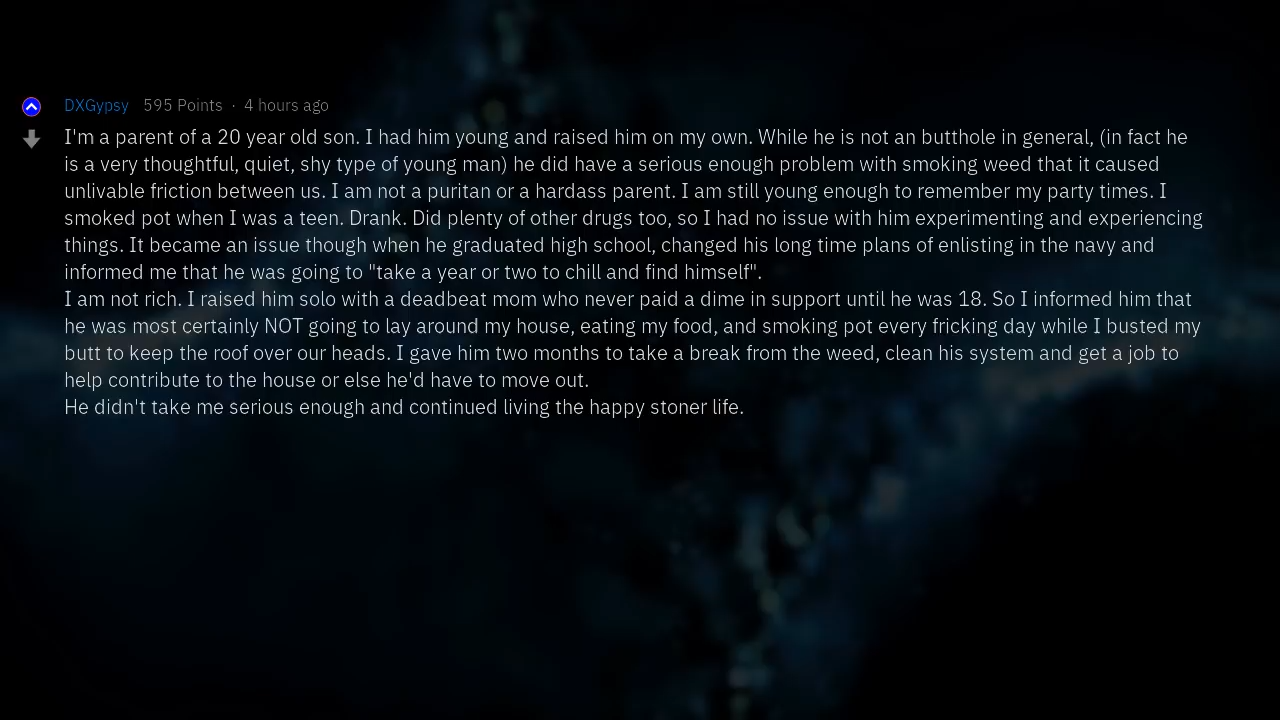 DXGypsy 595 Points · 4 hours ago
I'm a parent of a 20 year old son. I had him young and raised him on my own. While he is not an butthole in general, (in fact he
is a very thoughtful, quiet, shy type of young man) he did have a serious enough problem with smoking weed that it caused
unlivable friction between us. I am not a puritan or a hardass parent. I am still young enough to remember my party times. I
smoked pot when I was a teen. Drank. Did plenty of other drugs too, so I had no issue with him experimenting and experiencing
things. It became an issue though when he graduated high school, changed his long time plans of enlisting in the navy and
informed me that he was going to "take a year or two to chill and find himself".
I am not rich. I raised him solo with a deadbeat mom who never paid a dime in support until he was 18. So I informed him that
he was most certainly NOT going to lay around my house, eating my food, and smoking pot every fricking day while I busted my
butt to keep the roof over our heads. I gave him two months to take a break from the weed, clean his system and get a job to
help contribute to the house or else he'd have to move out.
He didn't take me serious enough and continued living the happy stoner life.